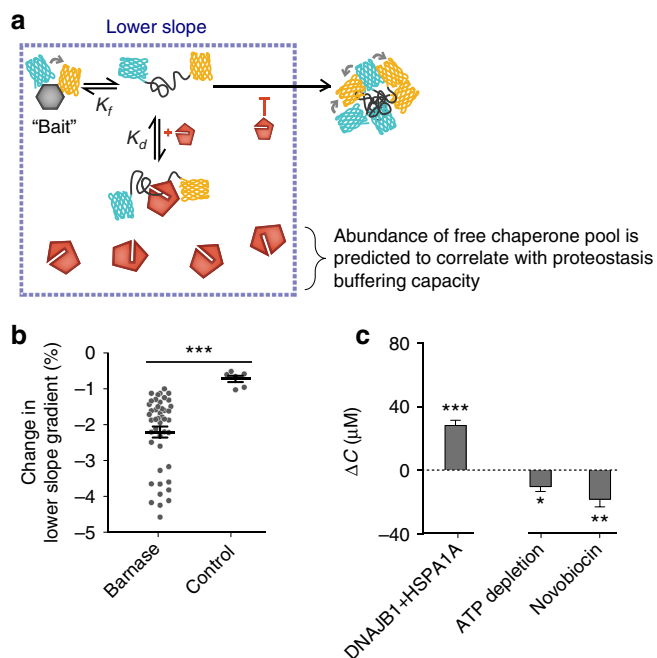 a
Lower slope
Kf
"Bait"
Kd
+
Abundance of free chaperone pool is
predicted to correlate with proteostasis
buffering capacity
b
Change in
lower slope gradient (%)
0
–1
–2
–3
–4
–5
***
Barnase
Control
c
ΔC (μM)
80
40
0
–40
***
*
**
DNAJB1+HSPA1A
ATP depletion
Novobiocin